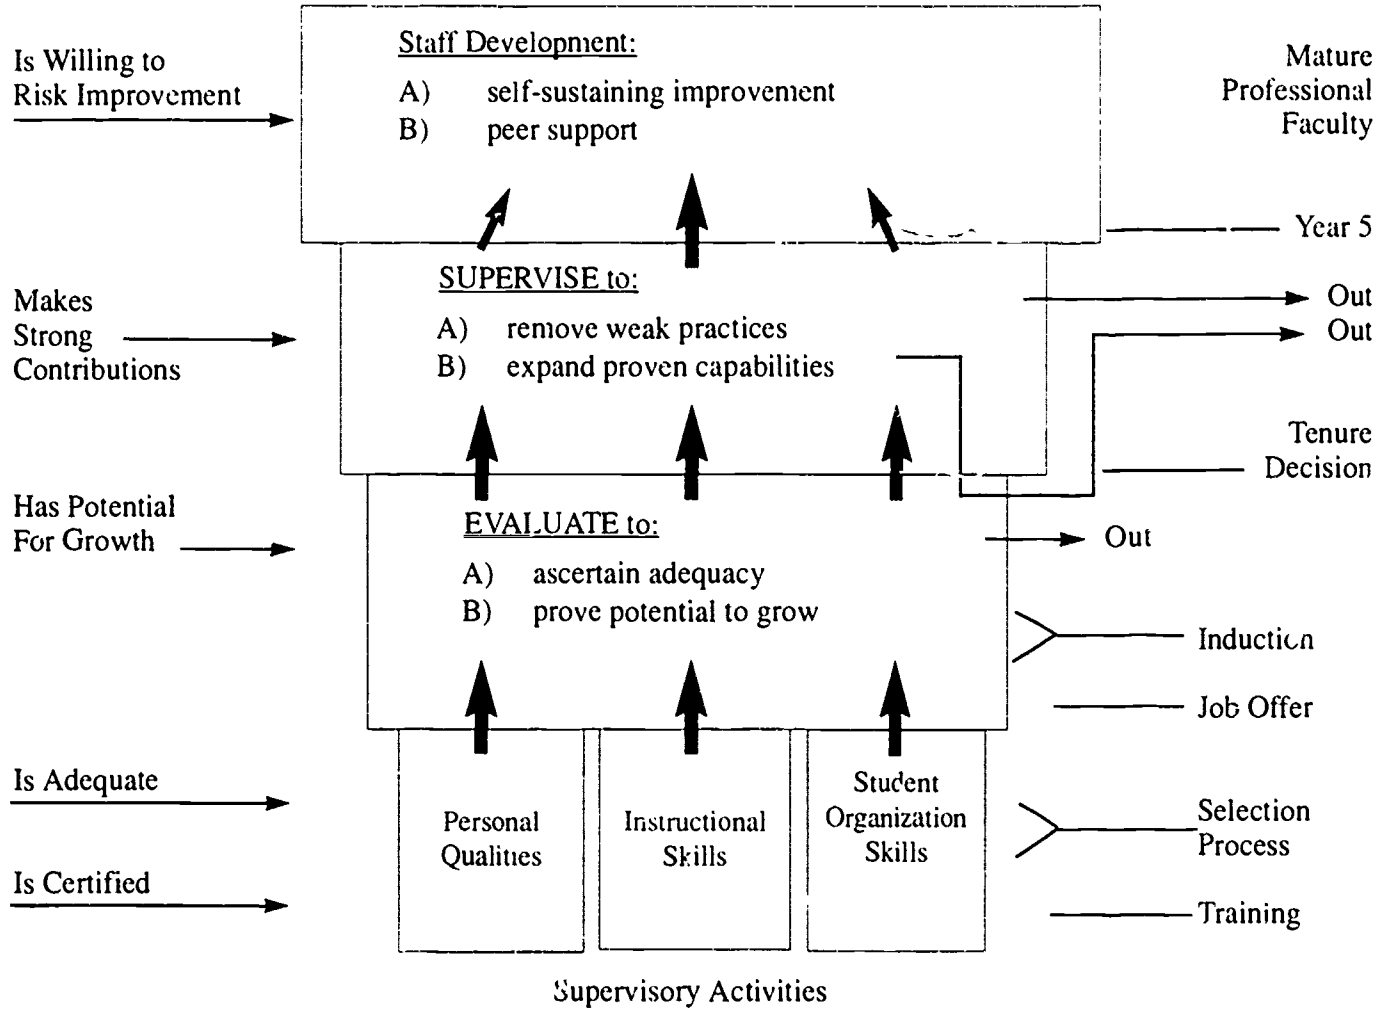 Is Willing to
Risk Improvement
Staff Development:
A) self-sustaining improvement
B) peer support
Mature
Professional
Faculty
Year 5
Makes
Strong
Contributions
SUPERVISE to:
A) remove weak practices
B) expand proven capabilities
Out
Out
Tenure
Decision
Has Potential
For Growth
EVALUATE to:
A) ascertain adequacy
B) prove potential to grow
Out
Induction
Job Offer
Is Adequate
Is Certified
Personal
Qualities
Instructional
Skills
Student
Organization
Skills
Selection
Process
Training
Supervisory Activities